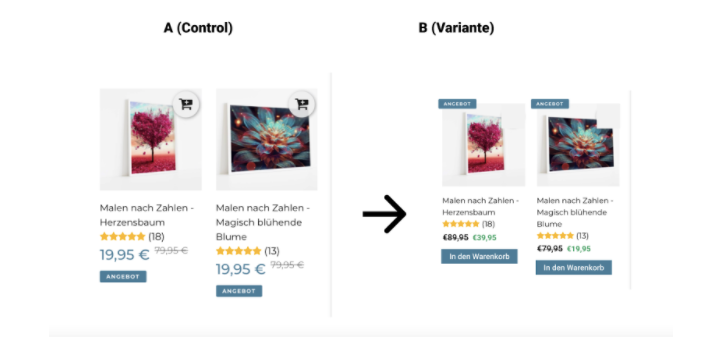 A (Control)
B (Variante)
Malen nach Zahlen -
Herzensbaum
(18)
19,95 € 79,95 €
ANGEBOT
Malen nach Zahlen -
Magisch blühende
Blume
(13)
19,95 € 79,95 €
ANGEBOT
ANGEBOT
Malen nach Zahlen -
Herzensbaum
(18)
€89,95 €39,95
In den Warenkorb
ANGEBOT
Malen nach Zahlen -
Magisch blühende
Blume
(13)
€79,95 €19,95
In den Warenkorb